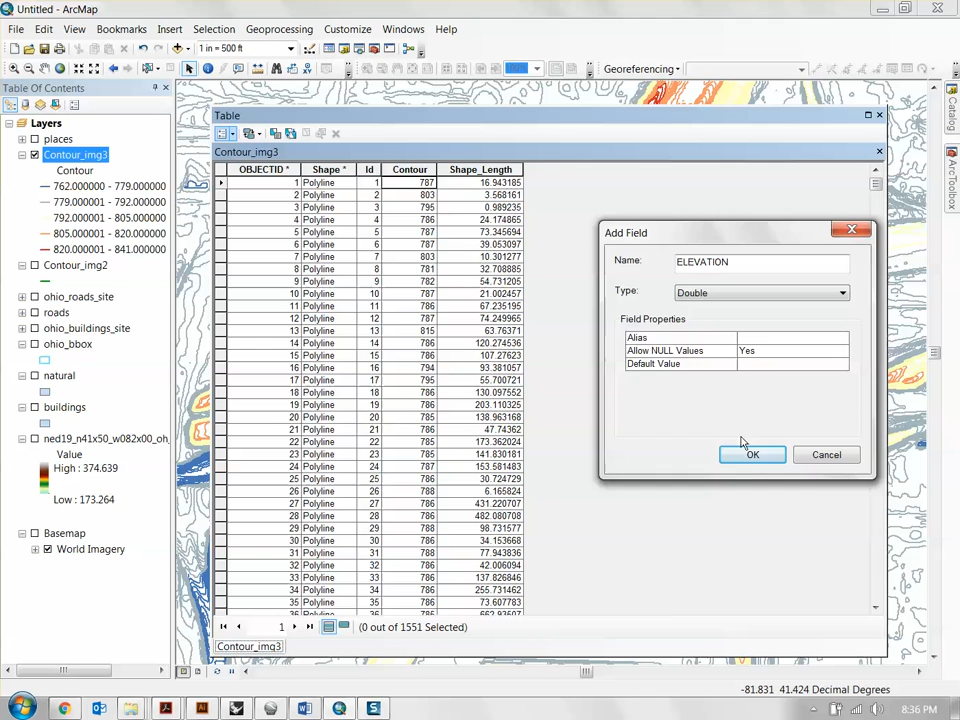 Untitled - ArcMap
File Edit View Bookmarks Insert Selection Geoprocessing Customize Windows Help
1 in = 500 ft
100%
Georeferencing
Table Of Contents
Layers
places
Contour_img3
Contour
762.000000 - 779.000000
779.000001 - 792.000000
792.000001 - 805.000000
805.000001 - 820.000000
820.000001 - 841.000000
Contour_img2
ohio_roads_site
roads
ohio_buildings_site
ohio_bbox
natural
buildings
ned19_n41x50_w082x00_oh_
Value
High : 374.639
Low : 173.264
Basemap
World Imagery
Table
Contour_img3
OBJECTID * Shape * Id Contour Shape_Length
1 Polyline 1 787 16.943185
2 Polyline 2 803 3.568161
3 Polyline 3 795 0.989235
4 Polyline 4 786 24.174865
5 Polyline 5 786 73.345694
6 Polyline 6 786 39.053097
7 Polyline 7 803 3.561282
8 Polyline 8 781 32.708885
9 Polyline 9 782 54.731205
10 Polyline 10 787 21.002457
11 Polyline 11 786 67.235195
12 Polyline 12 787 74.249965
13 Polyline 13 815 63.76371
14 Polyline 14 786 120.274536
15 Polyline 15 786 107.27623
16 Polyline 16 794 93.381057
17 Polyline 17 795 55.700721
18 Polyline 18 786 130.097552
19 Polyline 19 786 203.110325
20 Polyline 20 785 138.963168
21 Polyline 21 786 47.74362
22 Polyline 22 785 173.362024
23 Polyline 23 785 141.830181
24 Polyline 24 787 153.581483
25 Polyline 25 786 30.724729
26 Polyline 26 788 6.165824
27 Polyline 27 786 431.220707
28 Polyline 28 786 482.080708
29 Polyline 29 788 98.731577
30 Polyline 30 786 34.153668
31 Polyline 31 788 77.943836
32 Polyline 32 786 42.006094
33 Polyline 33 786 137.826846
34 Polyline 34 786 255.731462
35 Polyline 35 786 73.607783
1 (0 out of 1551 Selected)
Contour_img3
Add Field
Name: ELEVATION
Type: Double
Field Properties
Alias
Allow NULL Values Yes
Default Value
OK Cancel
Catalog
ArcToolbox
-81.831 41.424 Decimal Degrees
8:36 PM